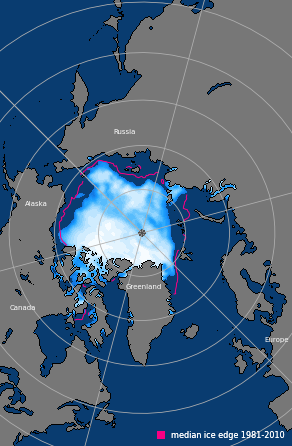 Russia
Alaska
Greenland
Canada
Europe
median ice edge 1981-2010